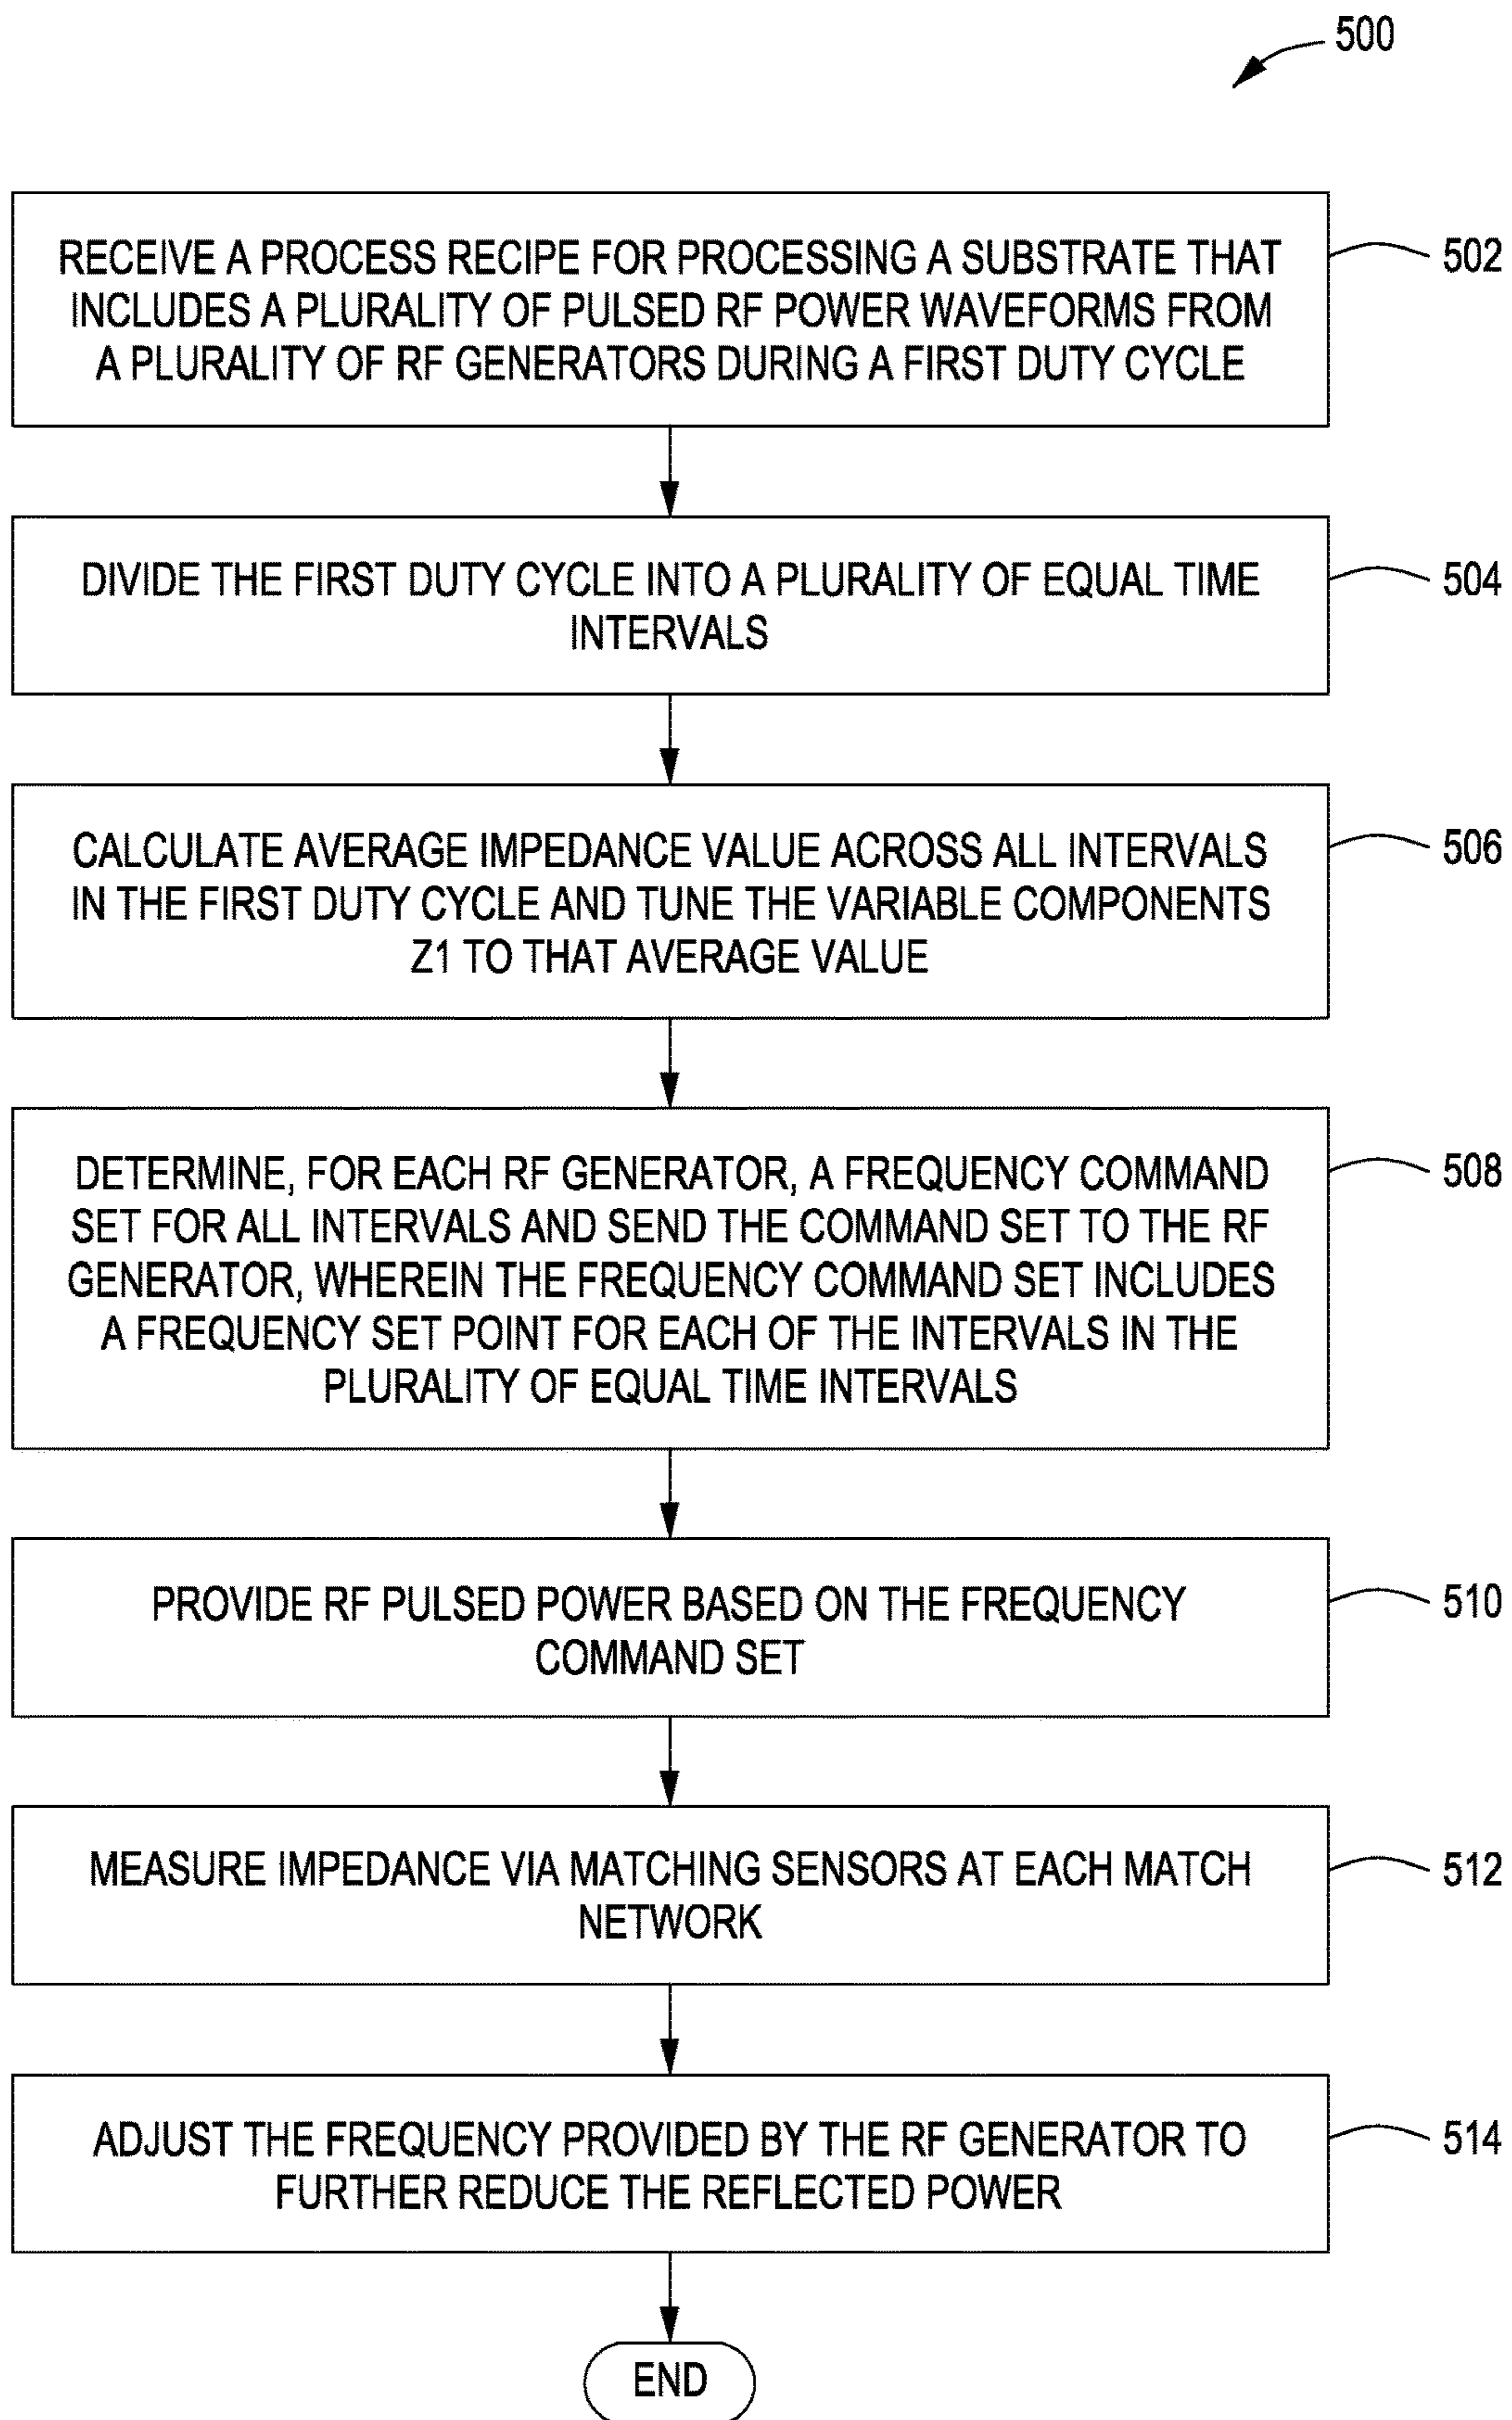 500
RECEIVE A PROCESS RECIPE FOR PROCESSING A SUBSTRATE THAT
INCLUDES A PLURALITY OF PULSED RF POWER WAVEFORMS FROM
A PLURALITY OF RF GENERATORS DURING A FIRST DUTY CYCLE
502
DIVIDE THE FIRST DUTY CYCLE INTO A PLURALITY OF EQUAL TIME
INTERVALS
504
CALCULATE AVERAGE IMPEDANCE VALUE ACROSS ALL INTERVALS
IN THE FIRST DUTY CYCLE AND TUNE THE VARIABLE COMPONENTS
Z1 TO THAT AVERAGE VALUE
506
DETERMINE, FOR EACH RF GENERATOR, A FREQUENCY COMMAND
SET FOR ALL INTERVALS AND SEND THE COMMAND SET TO THE RF
GENERATOR, WHEREIN THE FREQUENCY COMMAND SET INCLUDES
A FREQUENCY SET POINT FOR EACH OF THE INTERVALS IN THE
PLURALITY OF EQUAL TIME INTERVALS
508
PROVIDE RF PULSED POWER BASED ON THE FREQUENCY
COMMAND SET
510
MEASURE IMPEDANCE VIA MATCHING SENSORS AT EACH MATCH
NETWORK
512
ADJUST THE FREQUENCY PROVIDED BY THE RF GENERATOR TO
FURTHER REDUCE THE REFLECTED POWER
514
END